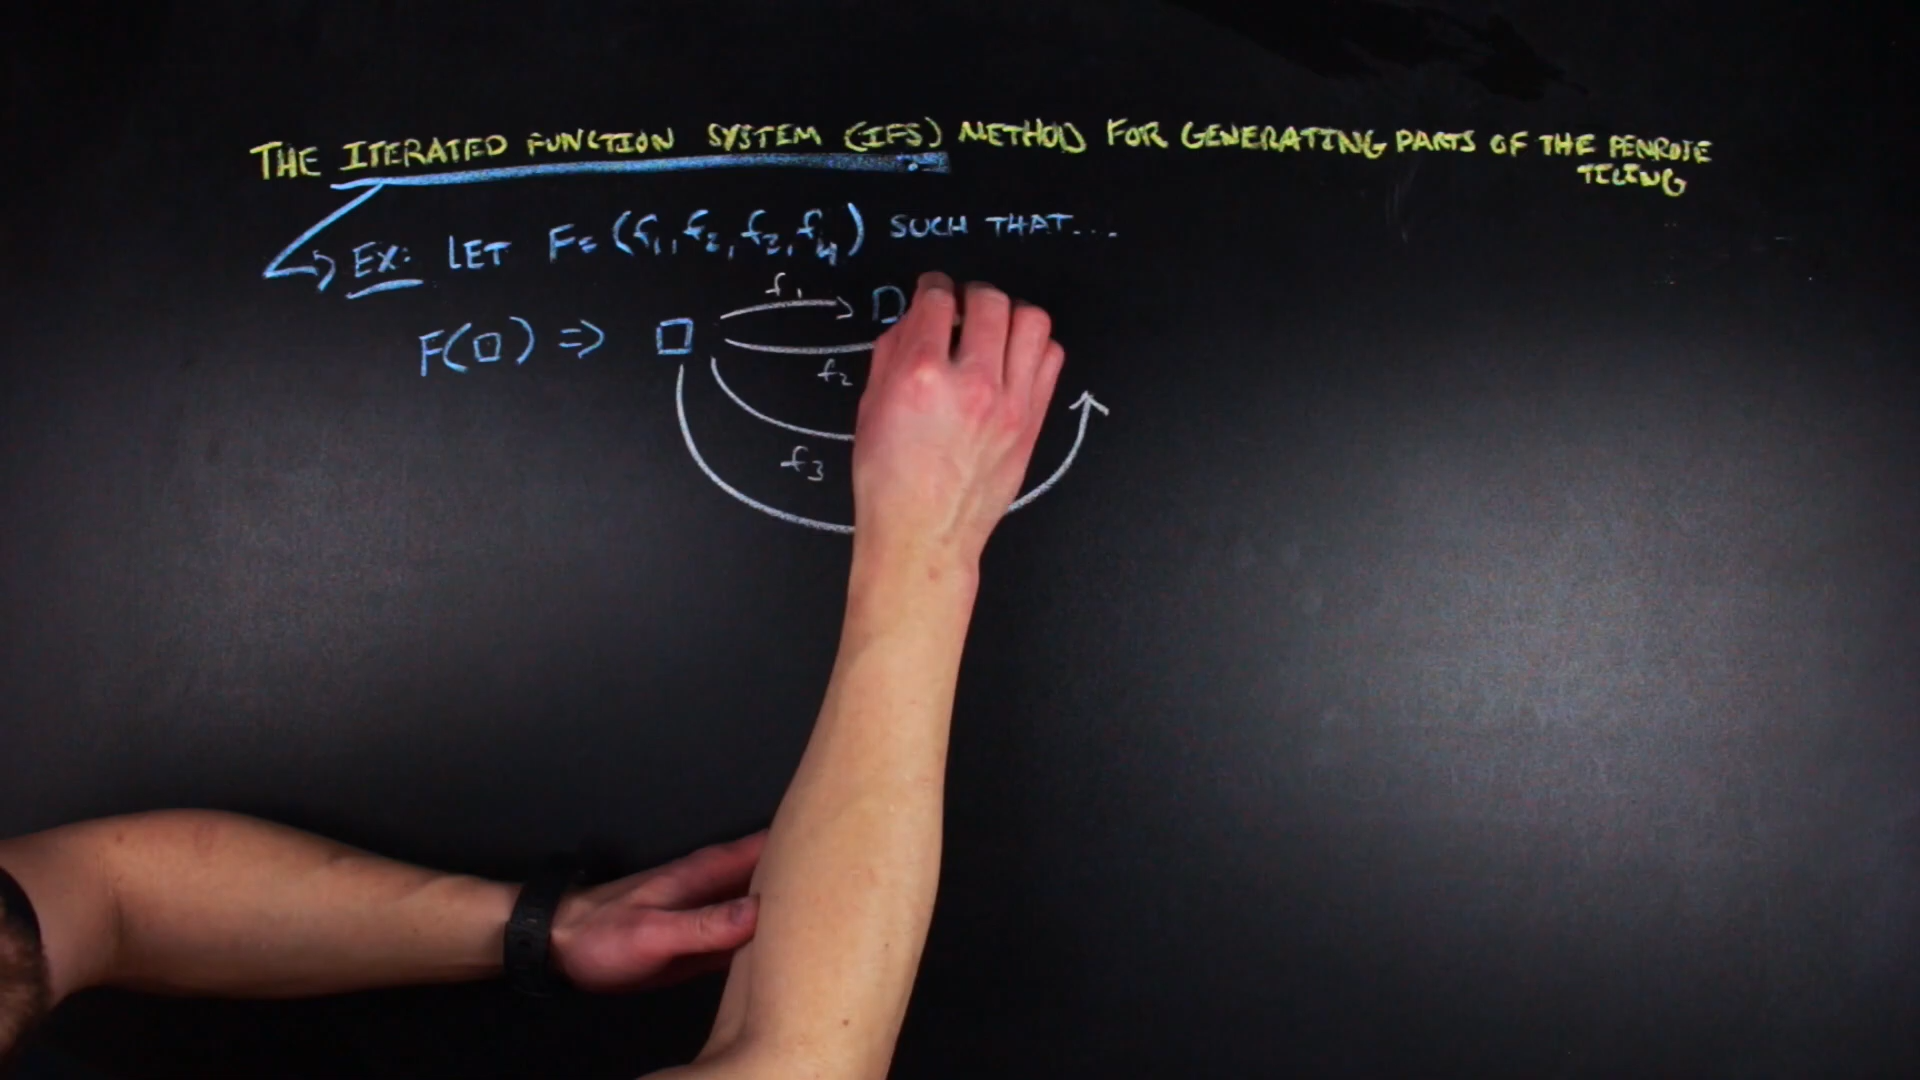 THE ITERATED FUNCTION SYSTEM (IFS) METHOD FOR GENERATING PARTS OF THE PENROSE
TILING
EX: LET F=(f1, f2, f3, f4) SUCH THAT...
f1
F(□) => □
f2
f3